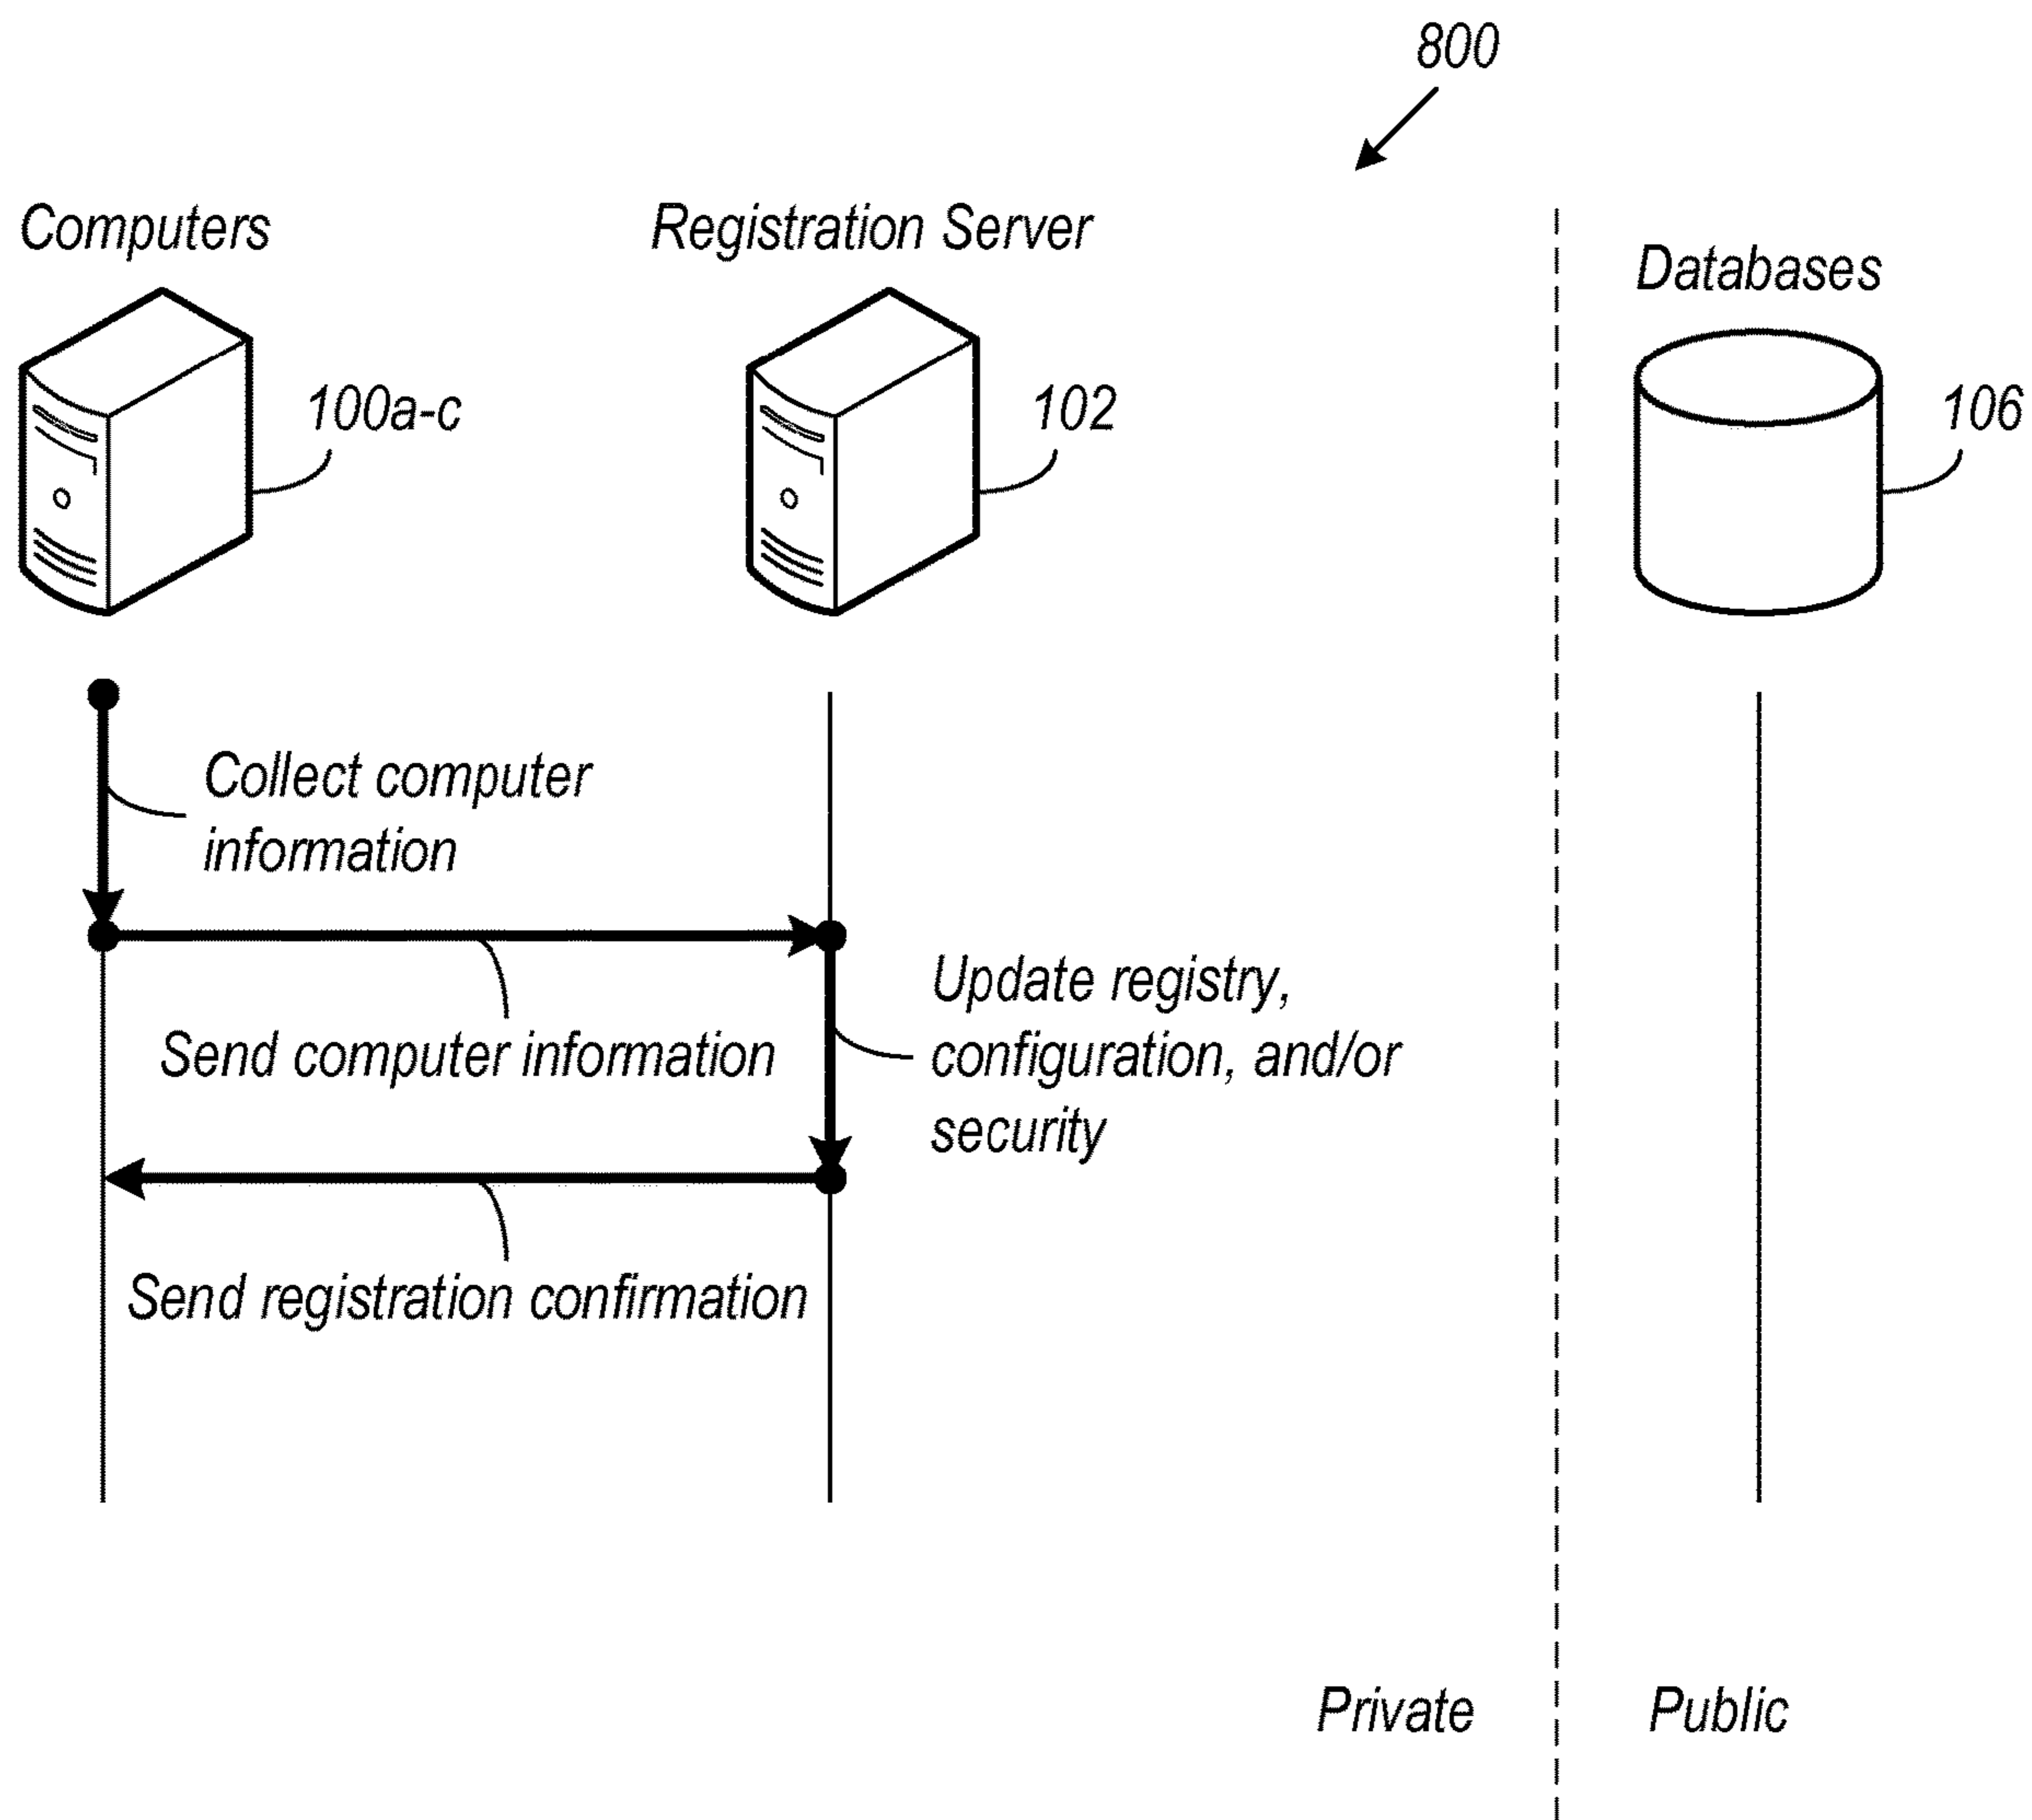 800
Computers
Registration Server
Databases
100a-c
102
106
Collect computer
information
Send computer information
Update registry,
configuration, and/or
security
Send registration confirmation
Private
Public